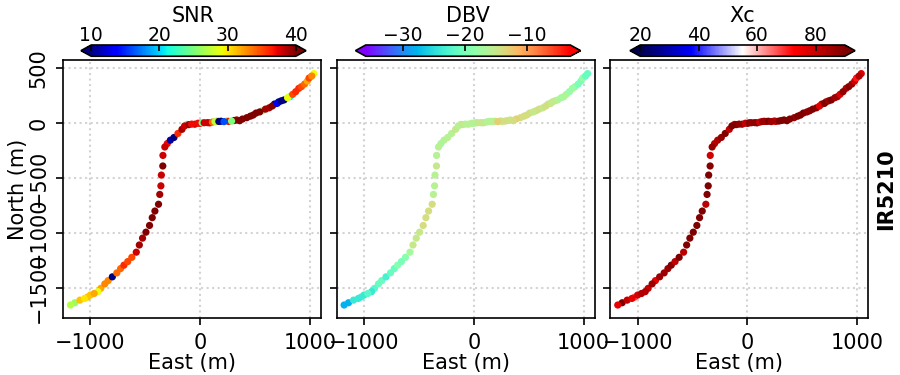 SNR
DBV
Xc
10 20 30 40
−30 −20 −10
20 40 60 80
500
0
−500
−1000
−1500
North (m)
IR5210
−1000 0 1000
−1000 0 1000
−1000 0 1000
East (m)
East (m)
East (m)